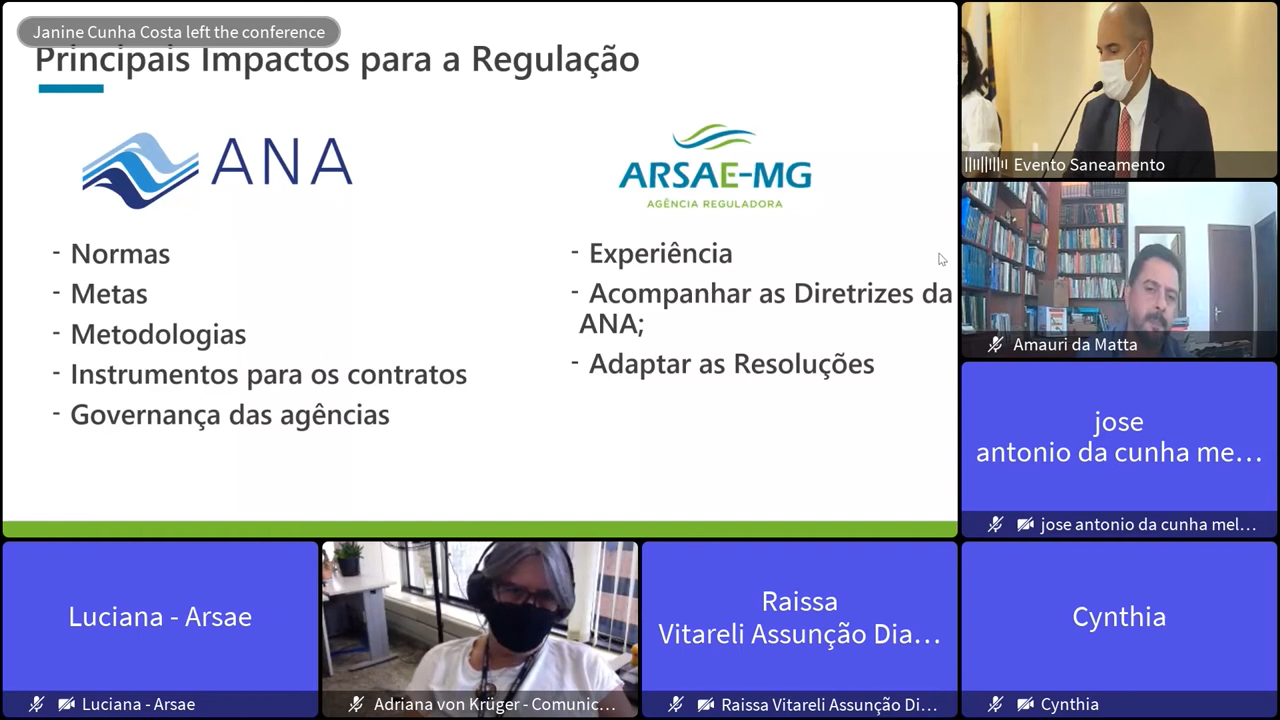 Janine Cunha Costa left the conference
Principais Impactos para a Regulação
ANA
- Normas
- Metas
- Metodologias
- Instrumentos para os contratos
- Governança das agências
ARSAE-MG
AGÊNCIA REGULADORA
- Experiência
- Acompanhar as Diretrizes da
ANA;
- Adaptar as Resoluções
Evento Saneamento
Amauri da Matta
jose
antonio da cunha me...
jose antonio da cunha mel...
Luciana - Arsae
Luciana - Arsae
Adriana von Krüger - Comunic...
Raissa
Vitareli Assunção Dia...
Raissa Vitareli Assunção Di...
Cynthia
Cynthia